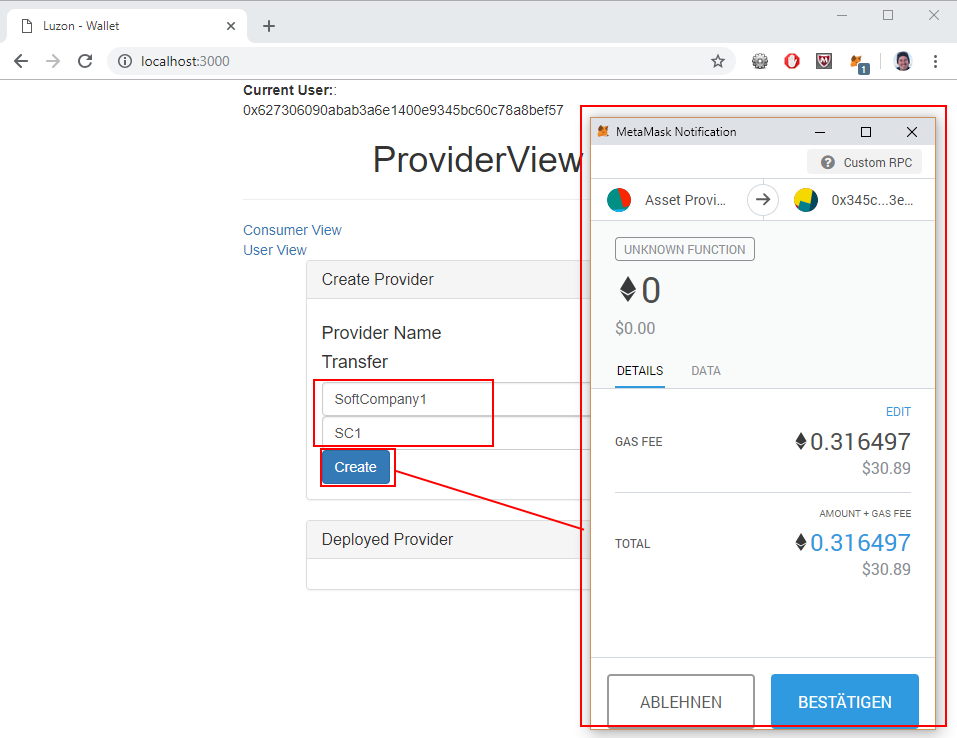 Luzon - Wallet
localhost:3000
1
Current User::
0x627306090abab3a6e1400e9345bc60c78a8bef57
ProviderView
Consumer View
User View
Create Provider
Provider Name
Transfer
SoftCompany1
SC1
Create
Deployed Provider
MetaMask Notification
? Custom RPC
Asset Provi... 0x345c...3e...
UNKNOWN FUNCTION
0
$0.00
DETAILS DATA
EDIT
GAS FEE 0.316497
$30.89
AMOUNT + GAS FEE
TOTAL 0.316497
$30.89
ABLEHNEN BESTÄTIGEN